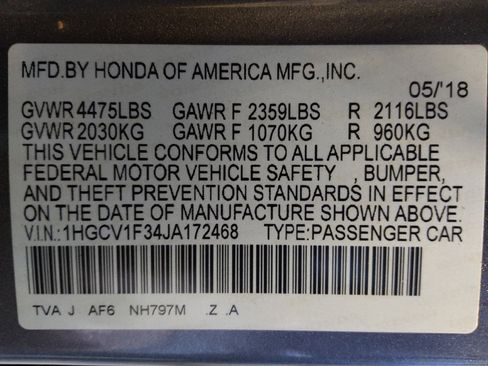 MFD.BY HONDA OF AMERICA MFG.,INC.
05/'18
GVWR 4475LBS GAWR F 2359LBS R 2116LBS
GVWR 2030KG GAWR F 1070KG R 960KG
THIS VEHICLE CONFORMS TO ALL APPLICABLE
FEDERAL MOTOR VEHICLE SAFETY , BUMPER,
AND THEFT PREVENTION STANDARDS IN EFFECT
ON THE DATE OF MANUFACTURE SHOWN ABOVE.
V.I.N.:1HGCV1F34JA172468 TYPE:PASSENGER CAR
TVA J AF6 NH797M .Z .A